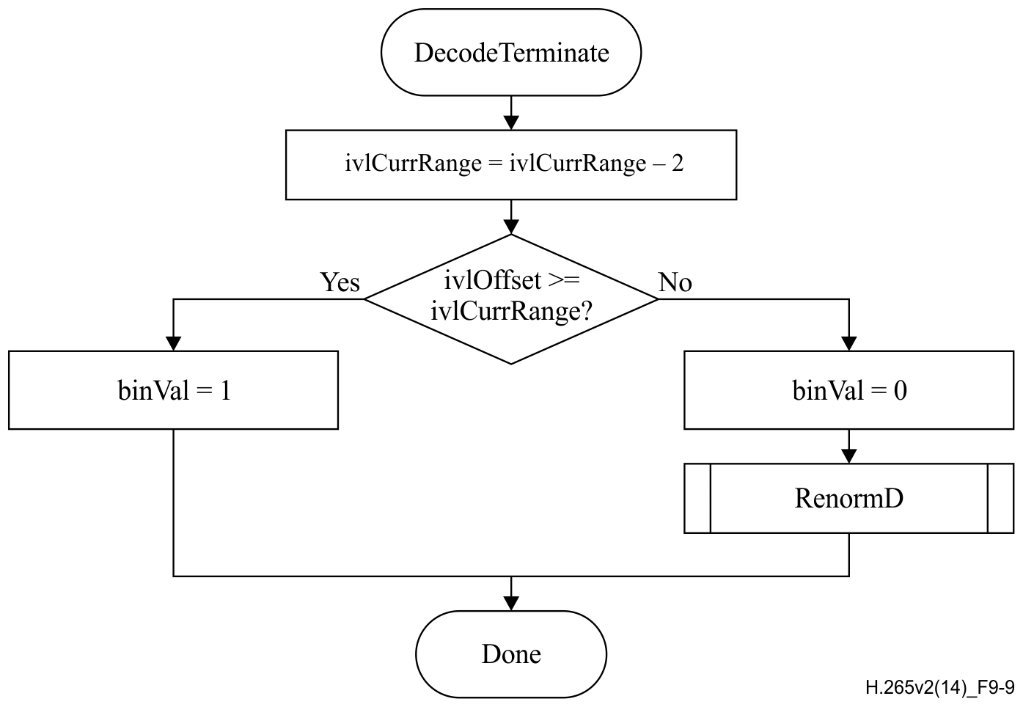 DecodeTerminate
ivlCurrRange = ivlCurrRange – 2
Yes
ivlOffset >=
ivlCurrRange?
No
binVal = 1
binVal = 0
RenormD
Done
H.265v2(14)_F9-9